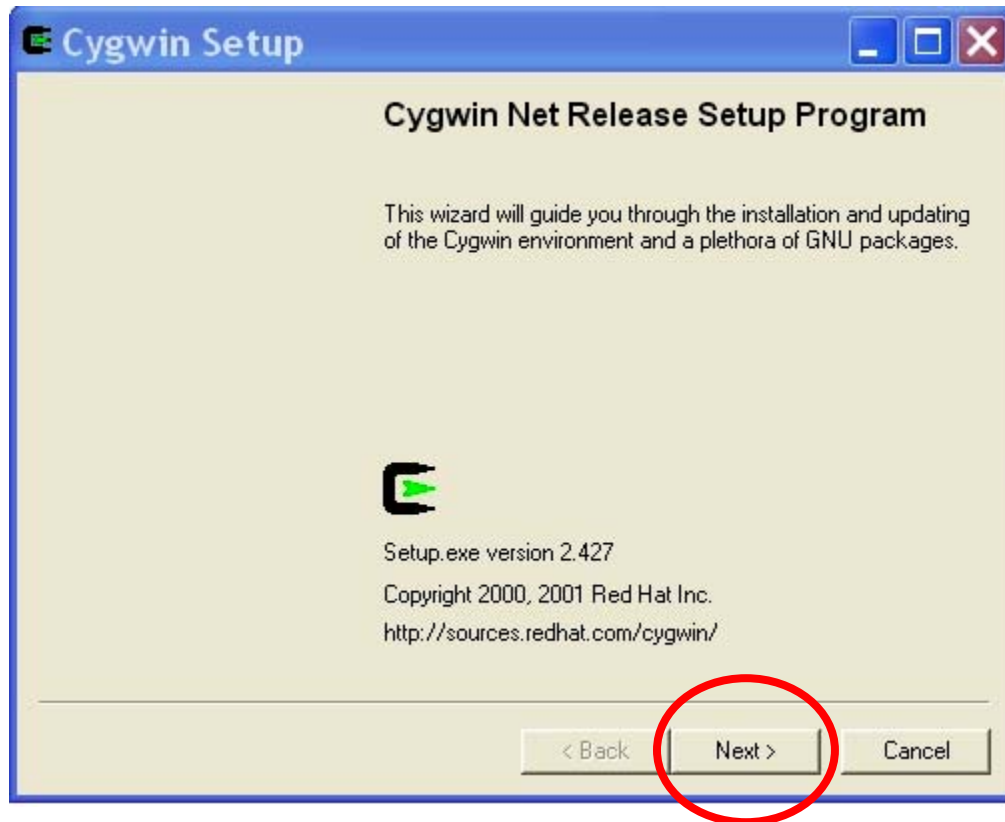 Cygwin Setup
Cygwin Net Release Setup Program
This wizard will guide you through the installation and updating
of the Cygwin environment and a plethora of GNU packages.
Setup.exe version 2.427
Copyright 2000, 2001 Red Hat Inc.
http://sources.redhat.com/cygwin/
< Back Next > Cancel